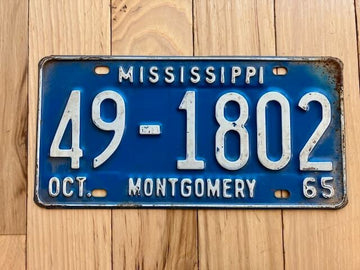 MISSISSIPPI
49-1802
OCT. MONTGOMERY 65